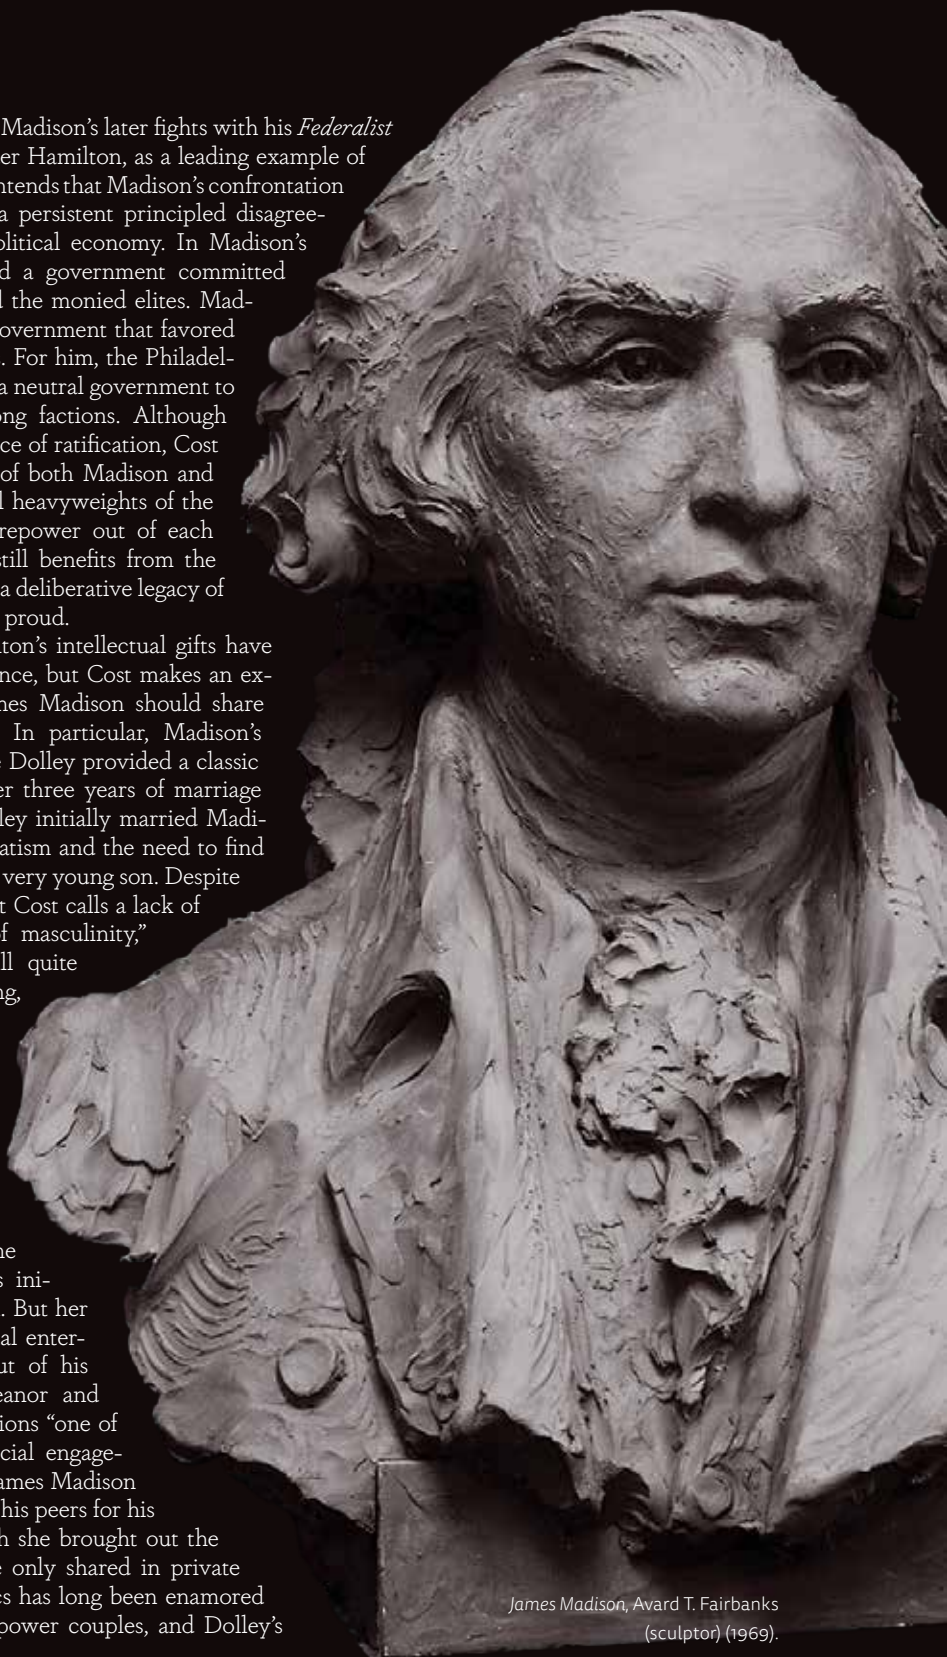 Madison’s later fights with his Federalist
er Hamilton, as a leading example of
ntends that Madison’s confrontation
a persistent principled disagree-
olitical economy. In Madison’s
d a government committed
l the monied elites. Mad-
overnment that favored
. For him, the Philadel-
a neutral government to
ong factions. Although
ce of ratification, Cost
of both Madison and
l heavyweights of the
repower out of each
still benefits from the
a deliberative legacy of
proud.
lton’s intellectual gifts have
nce, but Cost makes an ex-
mes Madison should share
In particular, Madison’s
e Dolley provided a classic
er three years of marriage
lley initially married Madi-
atism and the need to find
very young son. Despite
t Cost calls a lack of
of masculinity,”
ll quite
ng,
he
s ini-
. But her
al enter-
ut of his
eanor and
tions “one of
cial engage-
ames Madison
his peers for his
h she brought out the
e only shared in private
cs has long been enamored
power couples, and Dolley’s
James Madison, Avard T. Fairbanks
(sculptor) (1969).